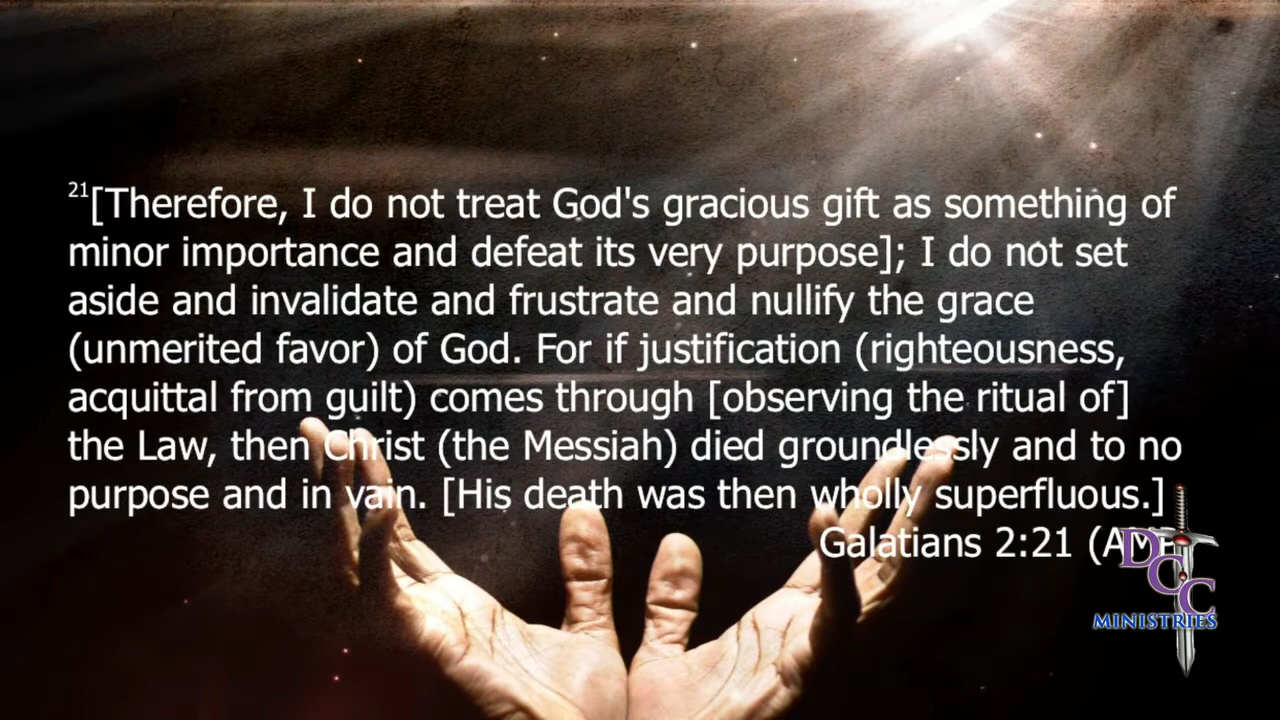 21[Therefore, I do not treat God's gracious gift as something of
minor importance and defeat its very purpose]; I do not set
aside and invalidate and frustrate and nullify the grace
(unmerited favor) of God. For if justification (righteousness,
acquittal from guilt) comes through [observing the ritual of]
the Law, then Christ (the Messiah) died groundlessly and to no
purpose and in vain. [His death was then wholly superfluous.]
Galatians 2:21 (AMP
DCC
MINISTRIES